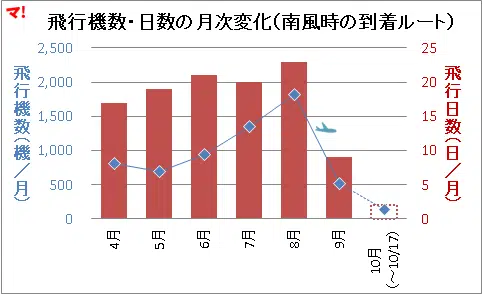 マ!
飛行機数・日数の月次変化(南風時の到着ルート)
飛行機数(機/月)
2,500
2,000
1,500
1,000
500
0
25
20
15
10
5
0
飛行日数(日/月)
4月
5月
6月
7月
8月
9月
10月
(~10/17)